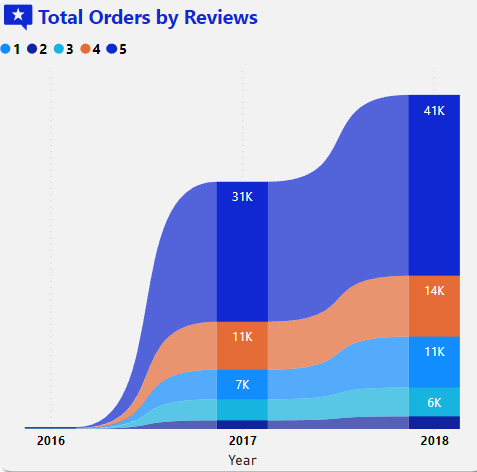 Total Orders by Reviews
1 2 3 4 5
41K
31K
14K
11K
11K
7K
6K
2016 2017 2018
Year